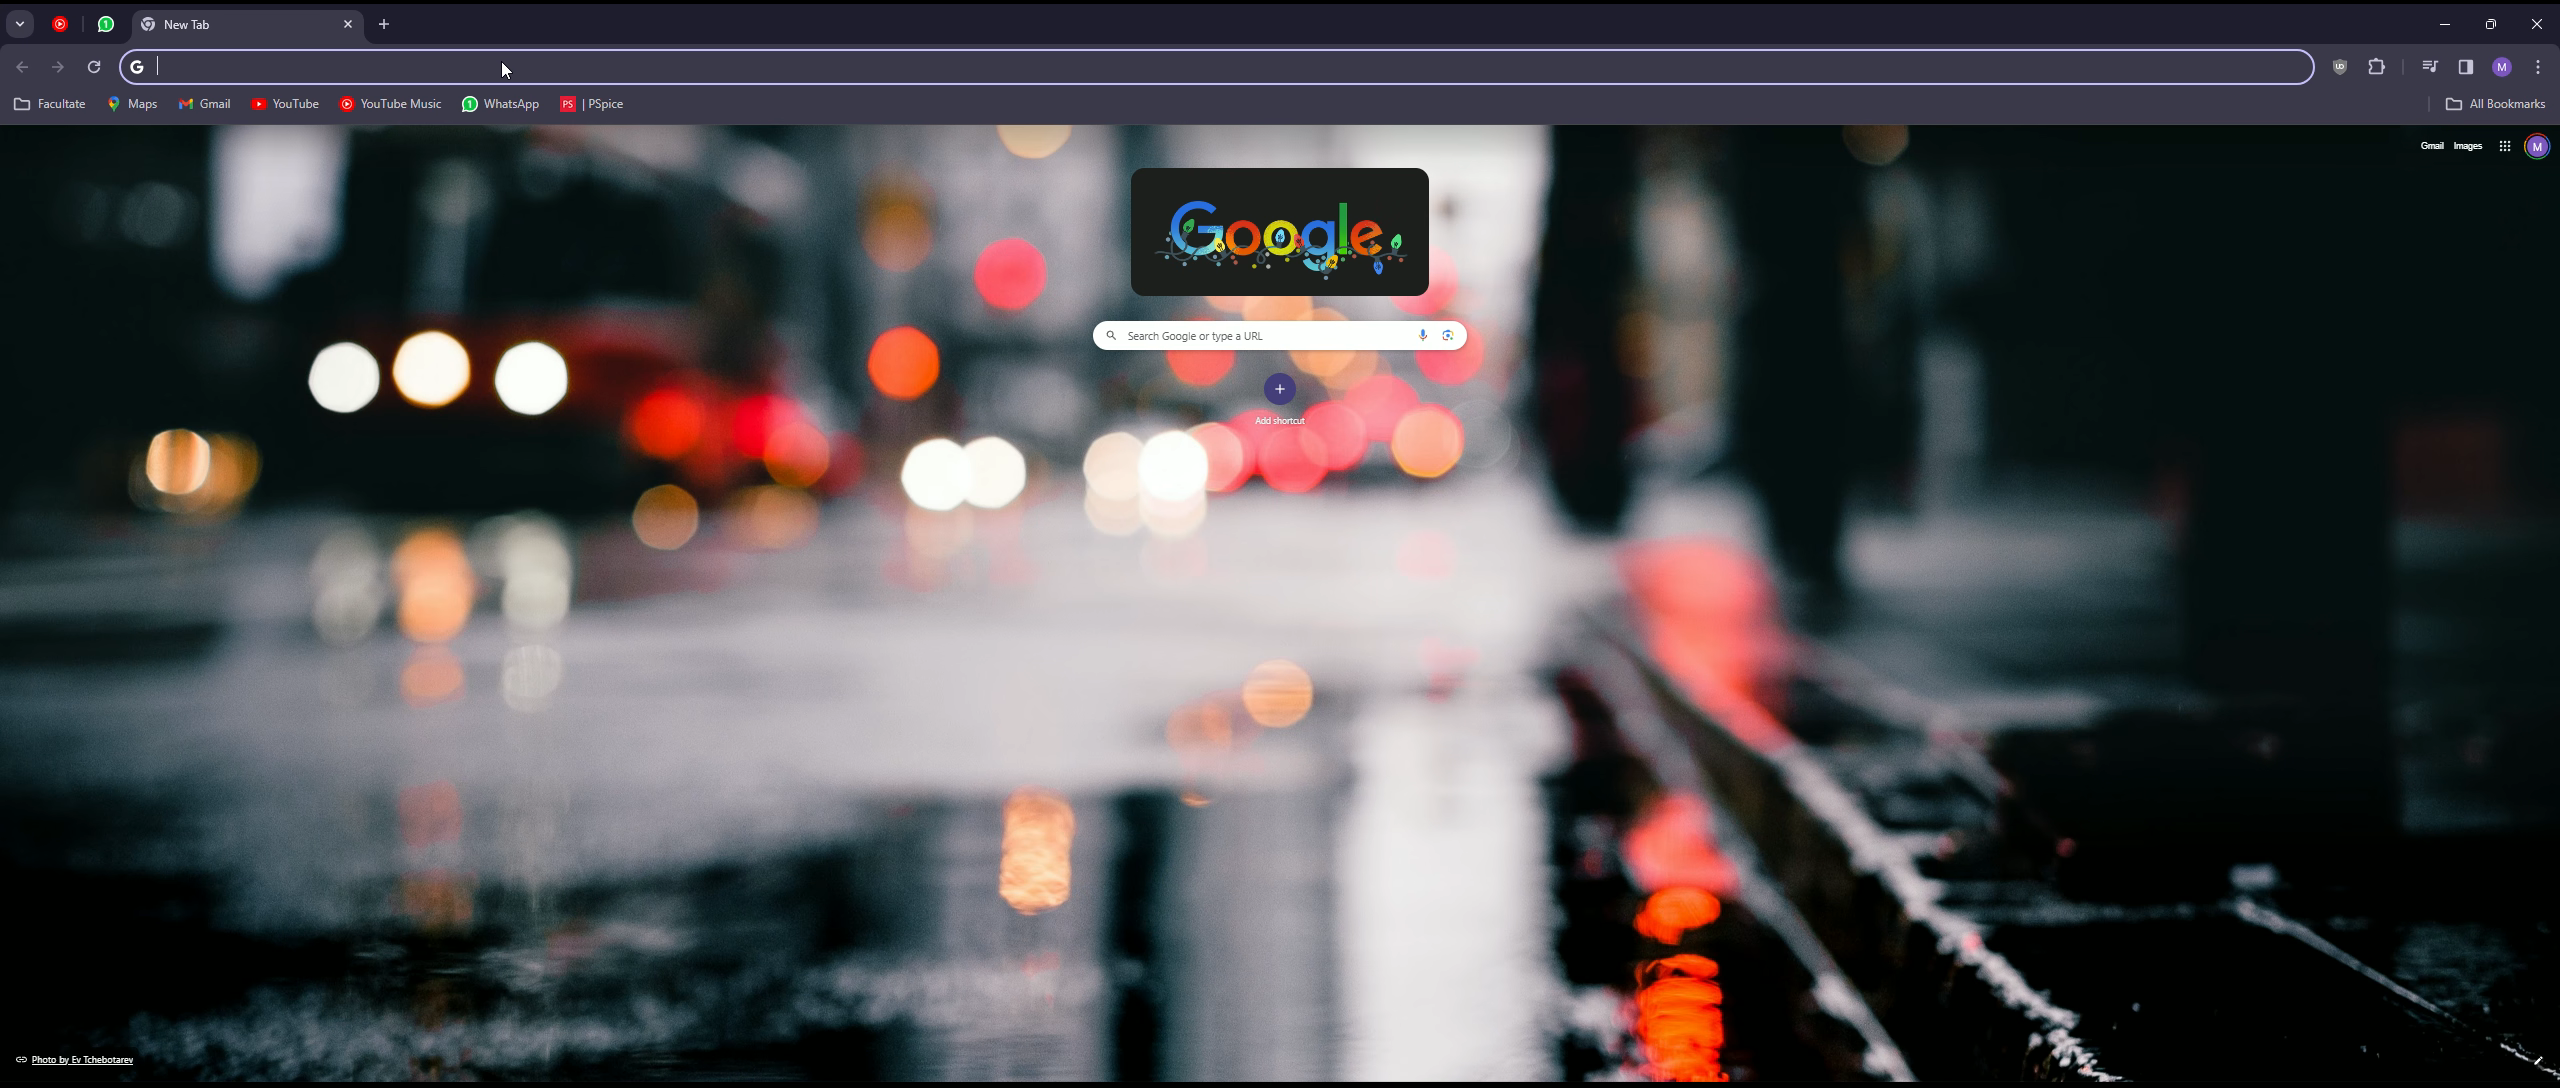 New Tab
Facultate Maps Gmail YouTube YouTube Music WhatsApp PS | PSpice All Bookmarks
Gmail Images M
Google
Search Google or type a URL
Add shortcut
Photo by Ev Tchebotarev